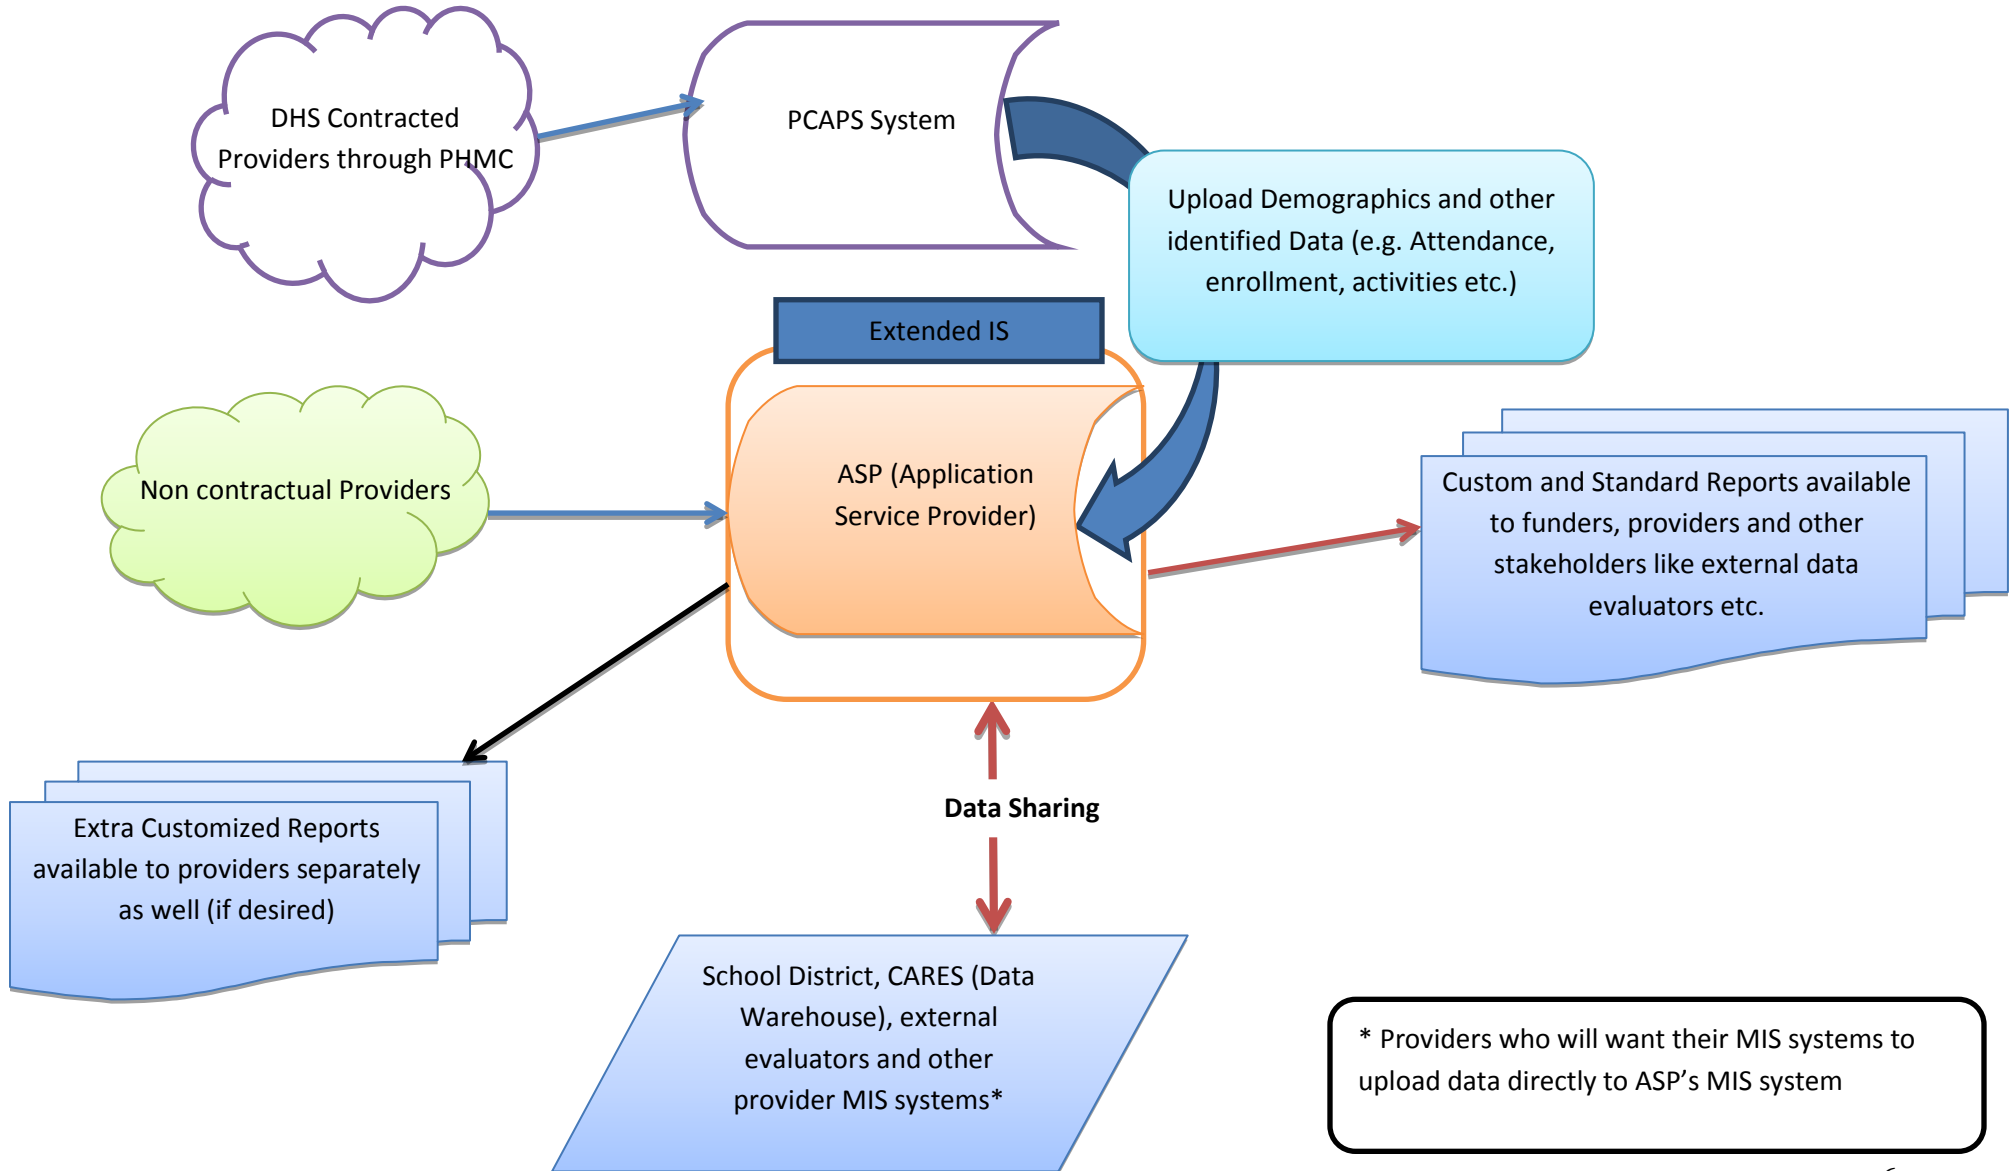 DHS Contracted
Providers through PHMC
PCAPS System
Upload Demographics and other
identified Data (e.g. Attendance,
enrollment, activities etc.)
Extended IS
Non contractual Providers
ASP (Application
Service Provider)
Custom and Standard Reports available
to funders, providers and other
stakeholders like external data
evaluators etc.
Data Sharing
Extra Customized Reports
available to providers separately
as well (if desired)
School District, CARES (Data
Warehouse), external
evaluators and other
provider MIS systems*
* Providers who will want their MIS systems to
upload data directly to ASP’s MIS system